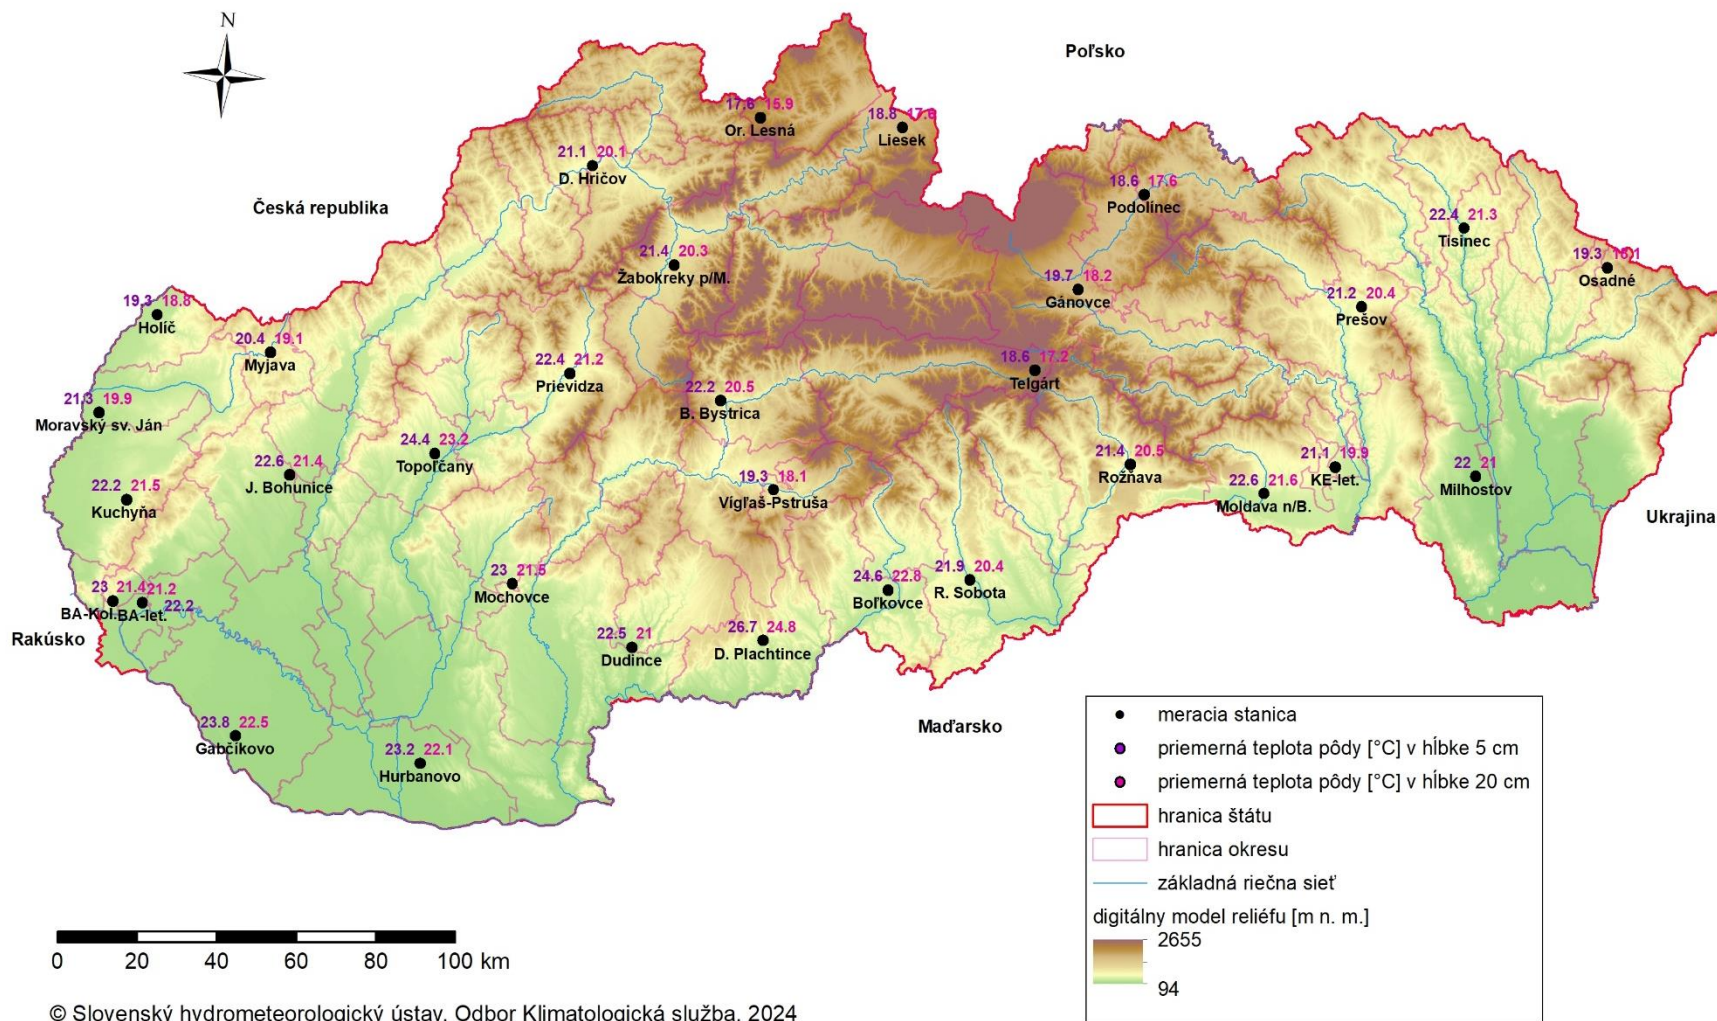 N
Poľsko
17.6 15.9
Or. Lesná
18.8 17.6
Liesek
21.1 20.1
D. Hričov
18.6 17.6
Podolínec
Česká republika
22.4 21.3
Tisinec
21.4 20.3
Žabokreky p/M.
19.3
Osadné
19.7 18.2
Gánovce
19.3 18.8
Holíč
21.2 20.4
Prešov
20.4 19.1
Myjava
22.4 21.2
Prievidza
18.6 17.2
Telgárt
22.2 20.5
B. Bystrica
21.3 19.9
Moravský sv. Ján
24.4 23.2
Topoľčany
22.6 21.4
J. Bohunice
21.4 20.5
Rožňava
21.1 19.9
KE-let.
22 21
Milhostov
19.3 18.1
Vígľaš-Pstruša
22.2 21.5
Kuchyňa
22.6 21.6
Moldava n/B.
Ukrajina
23 21.5
Mochovce
24.6 22.8
Boľkovce
21.9 20.4
R. Sobota
23 21.4 21.2
BA-Kol. BA-let. 22.2
Rakúsko
22.5 21
Dudince
26.7 24.8
D. Plachtince
23.8 22.5
Gabčíkovo
23.2 22.1
Hurbanovo
Maďarsko
meracia stanica
priemerná teplota pôdy [°C] v hĺbke 5 cm
priemerná teplota pôdy [°C] v hĺbke 20 cm
hranica štátu
hranica okresu
základná riečna sieť
digitálny model reliéfu [m n. m.]
2655
94
0 20 40 60 80 100 km
© Slovenský hydrometeorologický ústav, Odbor Klimatologická služba, 2024